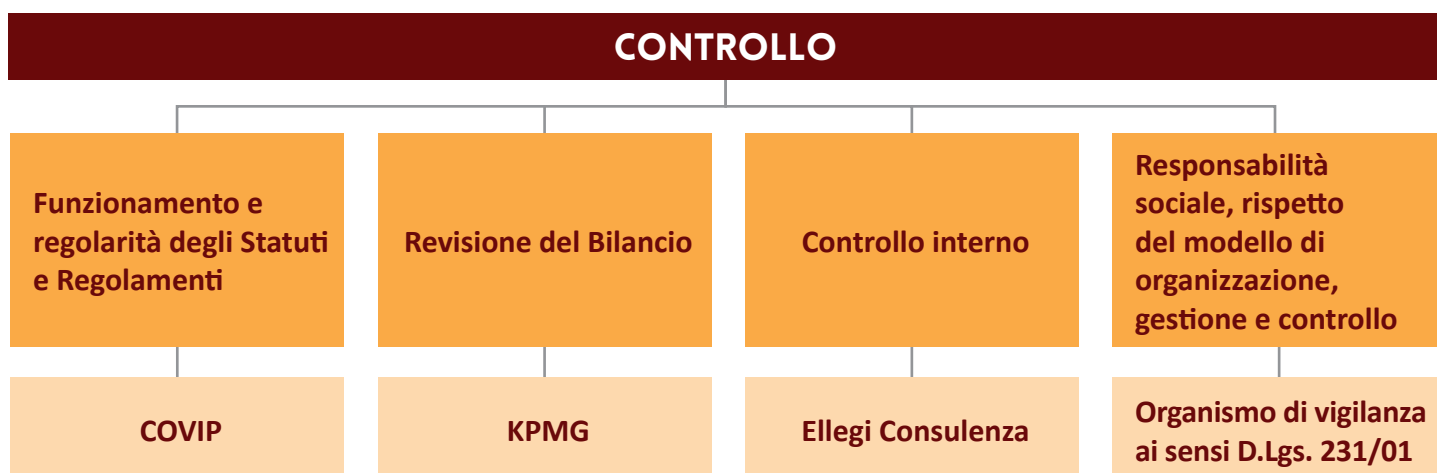 CONTROLLO
Funzionamento e
regolarità degli Statuti
e Regolamenti
Revisione del Bilancio
Controllo interno
Responsabilità
sociale, rispetto
del modello di
organizzazione,
gestione e controllo
COVIP
KPMG
Ellegi Consulenza
Organismo di vigilanza
ai sensi D.Lgs. 231/01